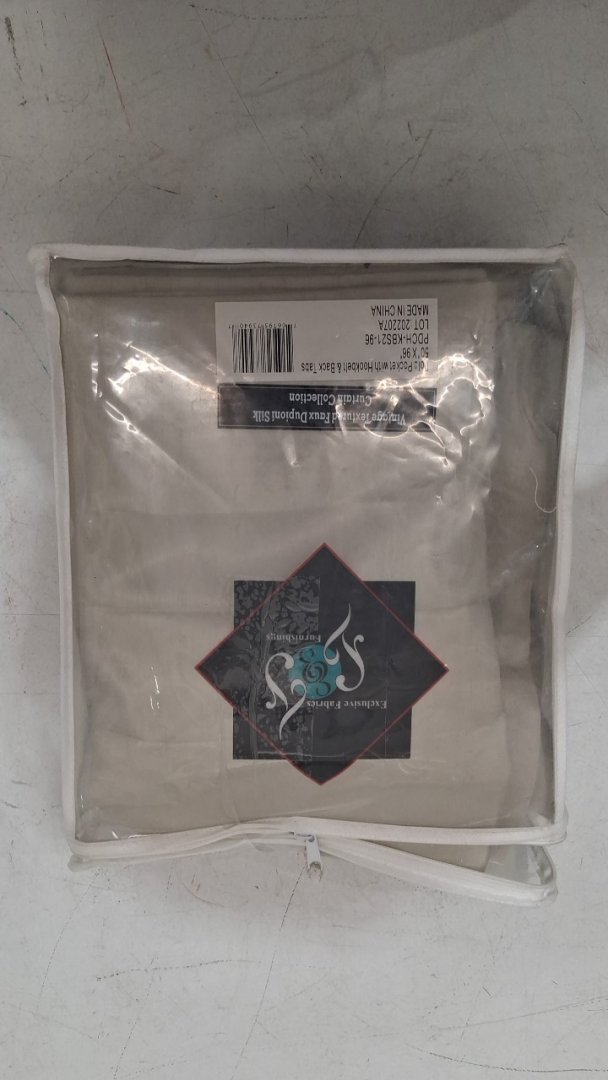 Exclusive Fabrics
&
Furnishings
Vintage Textured Faux Dupioni Silk
Curtain Collection
Pocket with Hookbelt & Back Tabs
50" X 96"
PDCH-KBS21-96
LOT 202207A
MADE IN CHINA